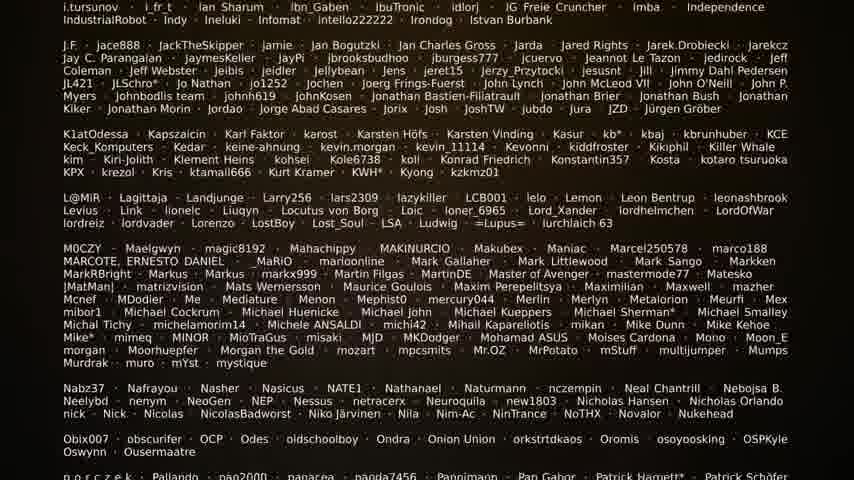 i.tursunov · i_fr_t · Ian Sharum · Ibn_Gaben · IbuTronic · idlorj · IG Freie Cruncher · Imba · Independence
IndustrialRobot · Indy · Ineluki · Infomat · intello222222 · Irondog · Istvan Burbank
J.F. · jace888 · JackTheSkipper · jamie · Jan Bogutzki · Jan Charles Gross · Jarda · Jared Rights · Jarek.Drobiecki · Jarekcz
Jay C. Parangalan · JaymesKeller · JayPi · jbrooksbudhoo · jburgess777 · jcuervo · Jeannot Le Tazon · jedirock · Jeff
Coleman · Jeff Webster · Jeibis · jeidler · Jellybean · Jens · jeret15 · Jerzy_Przytocki · jesusnt · Jill · Jimmy Dahl Pedersen
JL421 · JLSchro* · Jo Nathan · jo1252 · Jochen · Joerg Frings-Fuerst · John Lynch · John McLeod VII · John O'Neill · John P.
Myers · Johnbodlis team · johnh619 · JohnKosen · Jonathan Bastien-Filiatrault · Jonathan Brier · Jonathan Bush · Jonathan
Kiker · Jonathan Morin · Jordao · Jorge Abad Casares · Jorix · Josh · JoshTW · jubdo · Jura · JZD · Jürgen Gröber
K1atOdessa · Kapszaicin · Karl Faktor · karost · Karsten Höfs · Karsten Vinding · Kasur · kb* · kbaj · kbrunhuber · KCE
Keck_Komputers · Kedar · keine-ahnung · kevin.morgan · kevin_11114 · Kevonni · kiddfroster · Kikiphil · Killer Whale
kim · Kiri-Jolith · Klement Heins · kohsei · Kole6738 · koll · Konrad Friedrich · Konstantin357 · Kosta · kotaro tsuruoka
KPX · krezol · Kris · ktamail666 · Kurt Kramer · KWH* · Kyong · kzkmz01
L@MiR · Lagittaja · Landjunge · Larry256 · lars2309 · lazykiller · LCB001 · lelo · Lemon · Leon Bentrup · leonashbrook
Levius · Link · lionelc · Liuqyn · Locutus von Borg · Loic · loner_6965 · Lord_Xander · lordhelmchen · LordOfWar
lordreiz · lordvader · Lorenzo · LostBoy · Lost_Soul · LSA · Ludwig · =Lupus= · lurchlaich 63
M0CZY · Maelgwyn · magic8192 · Mahachippy · MAKINURCIO · Makubex · Maniac · Marcel250578 · marco188
MARCOTE, ERNESTO DANIEL · _MaRiO · marioonline · Mark Gallaher · Mark Littlewood · Mark Sango · Markken
MarkRBright · Markus · Markus · markx999 · Martin Filgas · MartinDE · Master of Avenger · mastermode77 · Matesko
[MatMan] · matrizvision · Mats Wernersson · Maurice Goulois · Maxim Perepelitsya · Maximilian · Maxwell · mazher
Mcnef · MDodier · Me · Mediature · Menon · Mephist0 · mercury044 · Merlin · Merlyn · Metalorion · Meurfi · Mex
mibor1 · Michael Cockrum · Michael Huenicke · Michael John · Michael Kueppers · Michael Sherman* · Michael Smalley
Michal Tichy · michelamorim14 · Michele ANSALDI · michi42 · Mihail Kapareliotis · mikan · Mike Dunn · Mike Kehoe
Mike* · mimeq · MINOR · MioTraGus · misaki · MJD · MKDodger · Mohamad ASUS · Moises Cardona · Mono · Moon_E
morgan · Moorhuepfer · Morgan the Gold · mozart · mpcsmits · Mr.OZ · MrPotato · mStuff · multijumper · Mumps
Murdrak · muro · mYst · mystique
Nabz37 · Nafrayou · Nasher · Nasicus · NATE1 · Nathanael · Naturmann · nczempin · Neal Chantrill · Nebojsa B.
Neelybd · nenym · NeoGen · NEP · Nessus · netracerx · Neuroquila · new1803 · Nicholas Hansen · Nicholas Orlando
nick · Nick · Nicolas · NicolasBadworst · Niko Järvinen · Nila · Nim-Ac · NinTrance · NoTHX · Novalor · Nukehead
Obix007 · obscurifer · OCP · Odes · oldschoolboy · Ondra · Onion Union · orkstrtdkaos · Oromis · osoyoosking · OSPKyle
Oswynn · Ousermaatre
p o r c z e k · Pallando · pao2000 · panacea · panda7456 · Pangimann · Pap Gabor · Patrick Harnett* · Patrick Schäfer